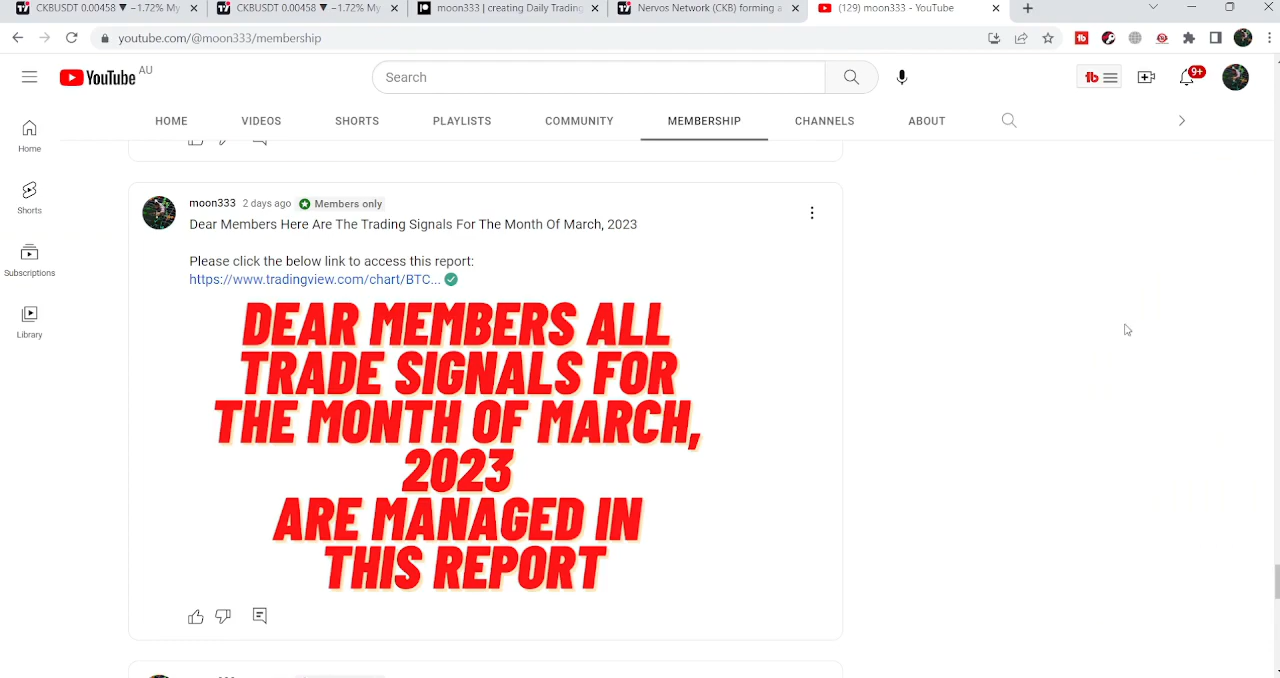 CKBUSDT 0.00458 ▼ −1.72% My
CKBUSDT 0.00458 ▼ −1.72% My
moon333 | creating Daily Trading
Nervos Network (CKB) forming a
(129) moon333 - YouTube
youtube.com/@moon333/membership
YouTube AU
Search
9+
HOME
VIDEOS
SHORTS
PLAYLISTS
COMMUNITY
MEMBERSHIP
CHANNELS
ABOUT
Home
Shorts
Subscriptions
Library
moon333 2 days ago Members only
Dear Members Here Are The Trading Signals For The Month Of March, 2023
Please click the below link to access this report:
https://www.tradingview.com/chart/BTC...
DEAR MEMBERS ALL
TRADE SIGNALS FOR
THE MONTH OF MARCH,
2023
ARE MANAGED IN
THIS REPORT